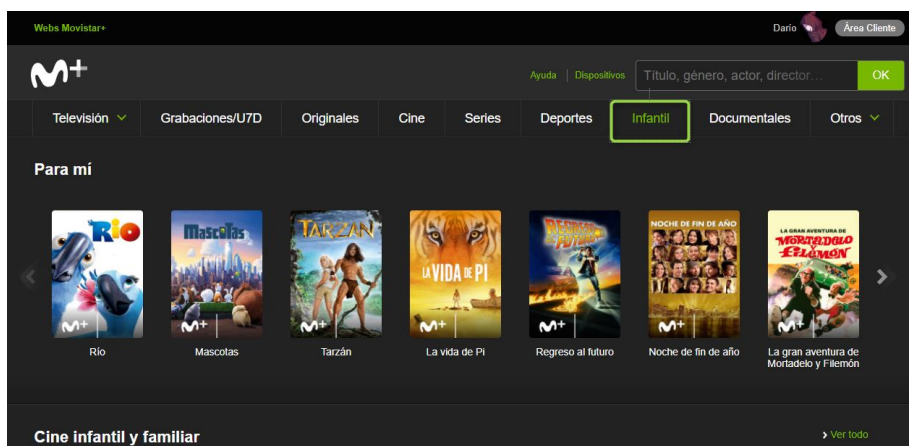 Webs Movistar+
Darío
Área Cliente
M+
Ayuda | Dispositivos
Título, género, actor, director...
OK
Televisión
Grabaciones/U7D
Originales
Cine
Series
Deportes
Infantil
Documentales
Otros
Para mí
Rio
MascOTas
TARZAN
LA VIDA DE PI
REGRESO AL FUTURO
NOCHE DE FIN DE AÑO
LA GRAN AVENTURA DE
MORTADELO
Y
FILEMÓN
M+
M+
M+
M+
M+
M+
M+
Río
Mascotas
Tarzán
La vida de Pi
Regreso al futuro
Noche de fin de año
La gran aventura de
Mortadelo y Filemón
Cine infantil y familiar
Ver todo